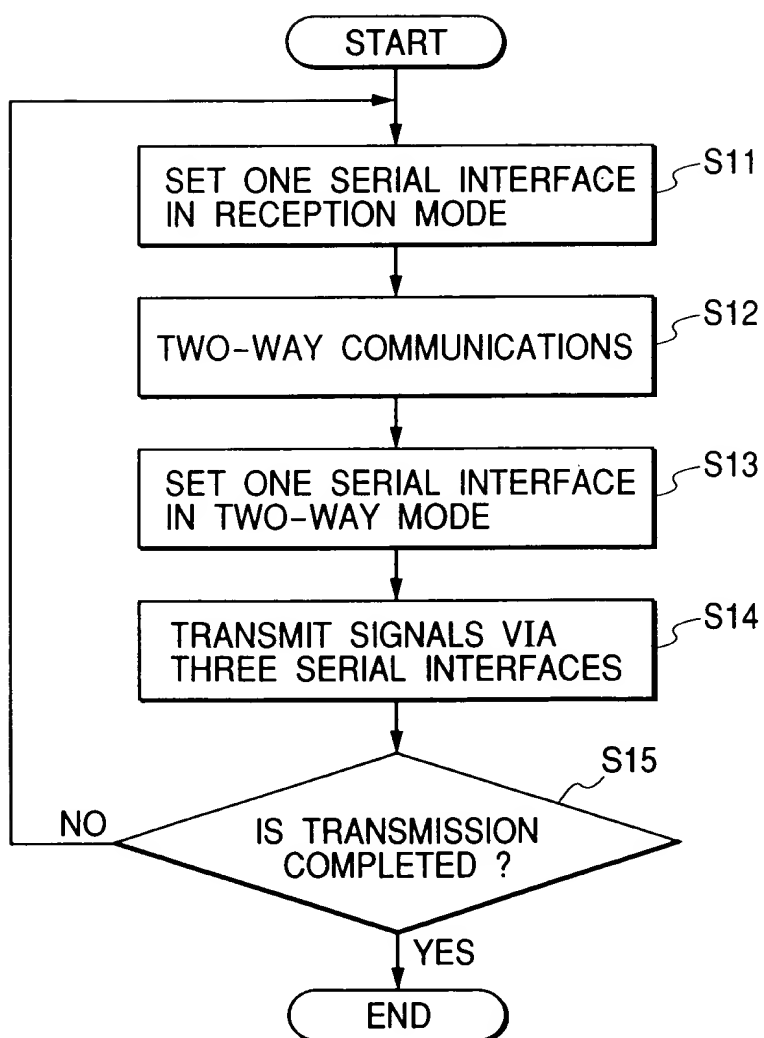 START
SET ONE SERIAL INTERFACE
IN RECEPTION MODE
S11
TWO-WAY COMMUNICATIONS
S12
SET ONE SERIAL INTERFACE
IN TWO-WAY MODE
S13
TRANSMIT SIGNALS VIA
THREE SERIAL INTERFACES
S14
S15
IS TRANSMISSION
COMPLETED ?
NO
YES
END